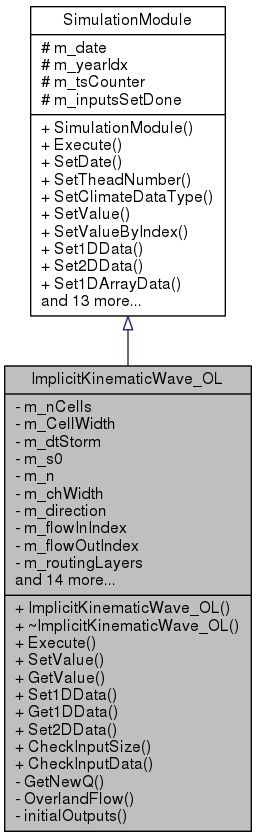 SimulationModule
# m_date
# m_yearIdx
# m_tsCounter
# m_inputsSetDone
+ SimulationModule()
+ Execute()
+ SetDate()
+ SetTheadNumber()
+ SetClimateDataType()
+ SetValue()
+ SetValueByIndex()
+ Set1DData()
+ Set2DData()
+ Set1DArrayData()
and 13 more...
ImplicitKinematicWave_OL
- m_nCells
- m_CellWidth
- m_dtStorm
- m_s0
- m_n
- m_chWidth
- m_direction
- m_flowInIndex
- m_flowOutIndex
- m_routingLayers
and 14 more...
+ ImplicitKinematicWave_OL()
+ ~ImplicitKinematicWave_OL()
+ Execute()
+ SetValue()
+ GetValue()
+ Set1DData()
+ Get1DData()
+ Set2DData()
+ CheckInputSize()
+ CheckInputData()
- GetNewQ()
- OverlandFlow()
- initialOutputs()